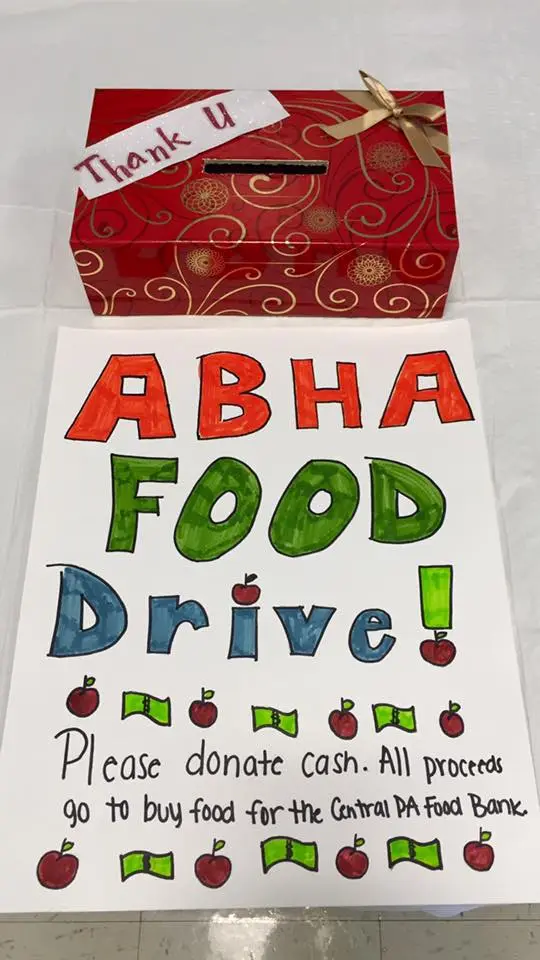 Thank U
ABHA
FOOD
Drive!
Please donate cash. All proceeds
go to buy food for the Central PA Food Bank.